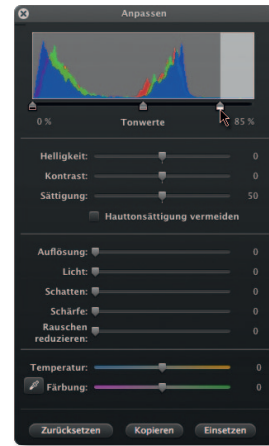 Anpassen
0 % Tonwerte 85 %
Helligkeit: 0
Kontrast: 0
Sättigung: 50
Hauttonsättigung vermeiden
Auflösung: 0
Licht: 0
Schatten: 0
Schärfe: 0
Rauschen
reduzieren: 0
Temperatur: 0
Färbung: 0
Zurücksetzen Kopieren Einsetzen